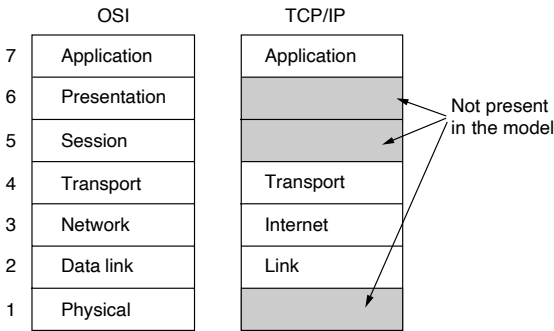 OSI TCP/IP
7 Application Application
6 Presentation
5 Session
4 Transport Transport
3 Network Internet
2 Data link Link
1 Physical
Not present
in the model